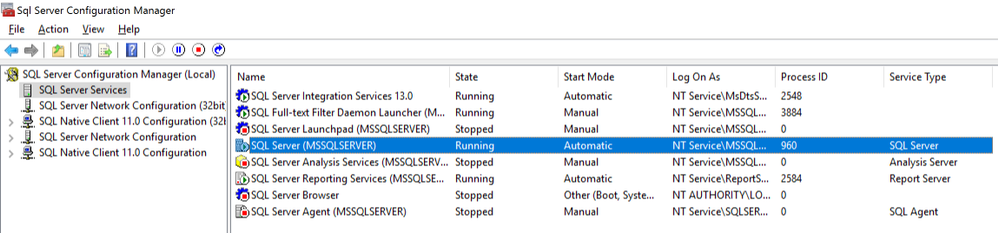 Sql Server Configuration Manager
File Action View Help
SQL Server Configuration Manager (Local)
SQL Server Services
SQL Server Network Configuration (32bit
SQL Native Client 11.0 Configuration (32l
SQL Server Network Configuration
SQL Native Client 11.0 Configuration
Name State Start Mode Log On As Process ID Service Type
SQL Server Integration Services 13.0 Running Automatic NT Service\MsDtsS... 2548
SQL Full-text Filter Daemon Launcher (M... Running Manual NT Service\MSSQL... 3884
SQL Server Launchpad (MSSQLSERVER) Stopped Manual NT Service\MSSQL... 0
SQL Server (MSSQLSERVER) Running Automatic NT Service\MSSQL... 960 SQL Server
SQL Server Analysis Services (MSSQLSERV... Stopped Manual NT Service\MSSQL... 0 Analysis Server
SQL Server Reporting Services (MSSQLSE... Running Automatic NT Service\ReportS... 2584 Report Server
SQL Server Browser Stopped Other (Boot, Syste... NT AUTHORITY\LO... 0
SQL Server Agent (MSSQLSERVER) Stopped Manual NT Service\SQLSER... 0 SQL Agent